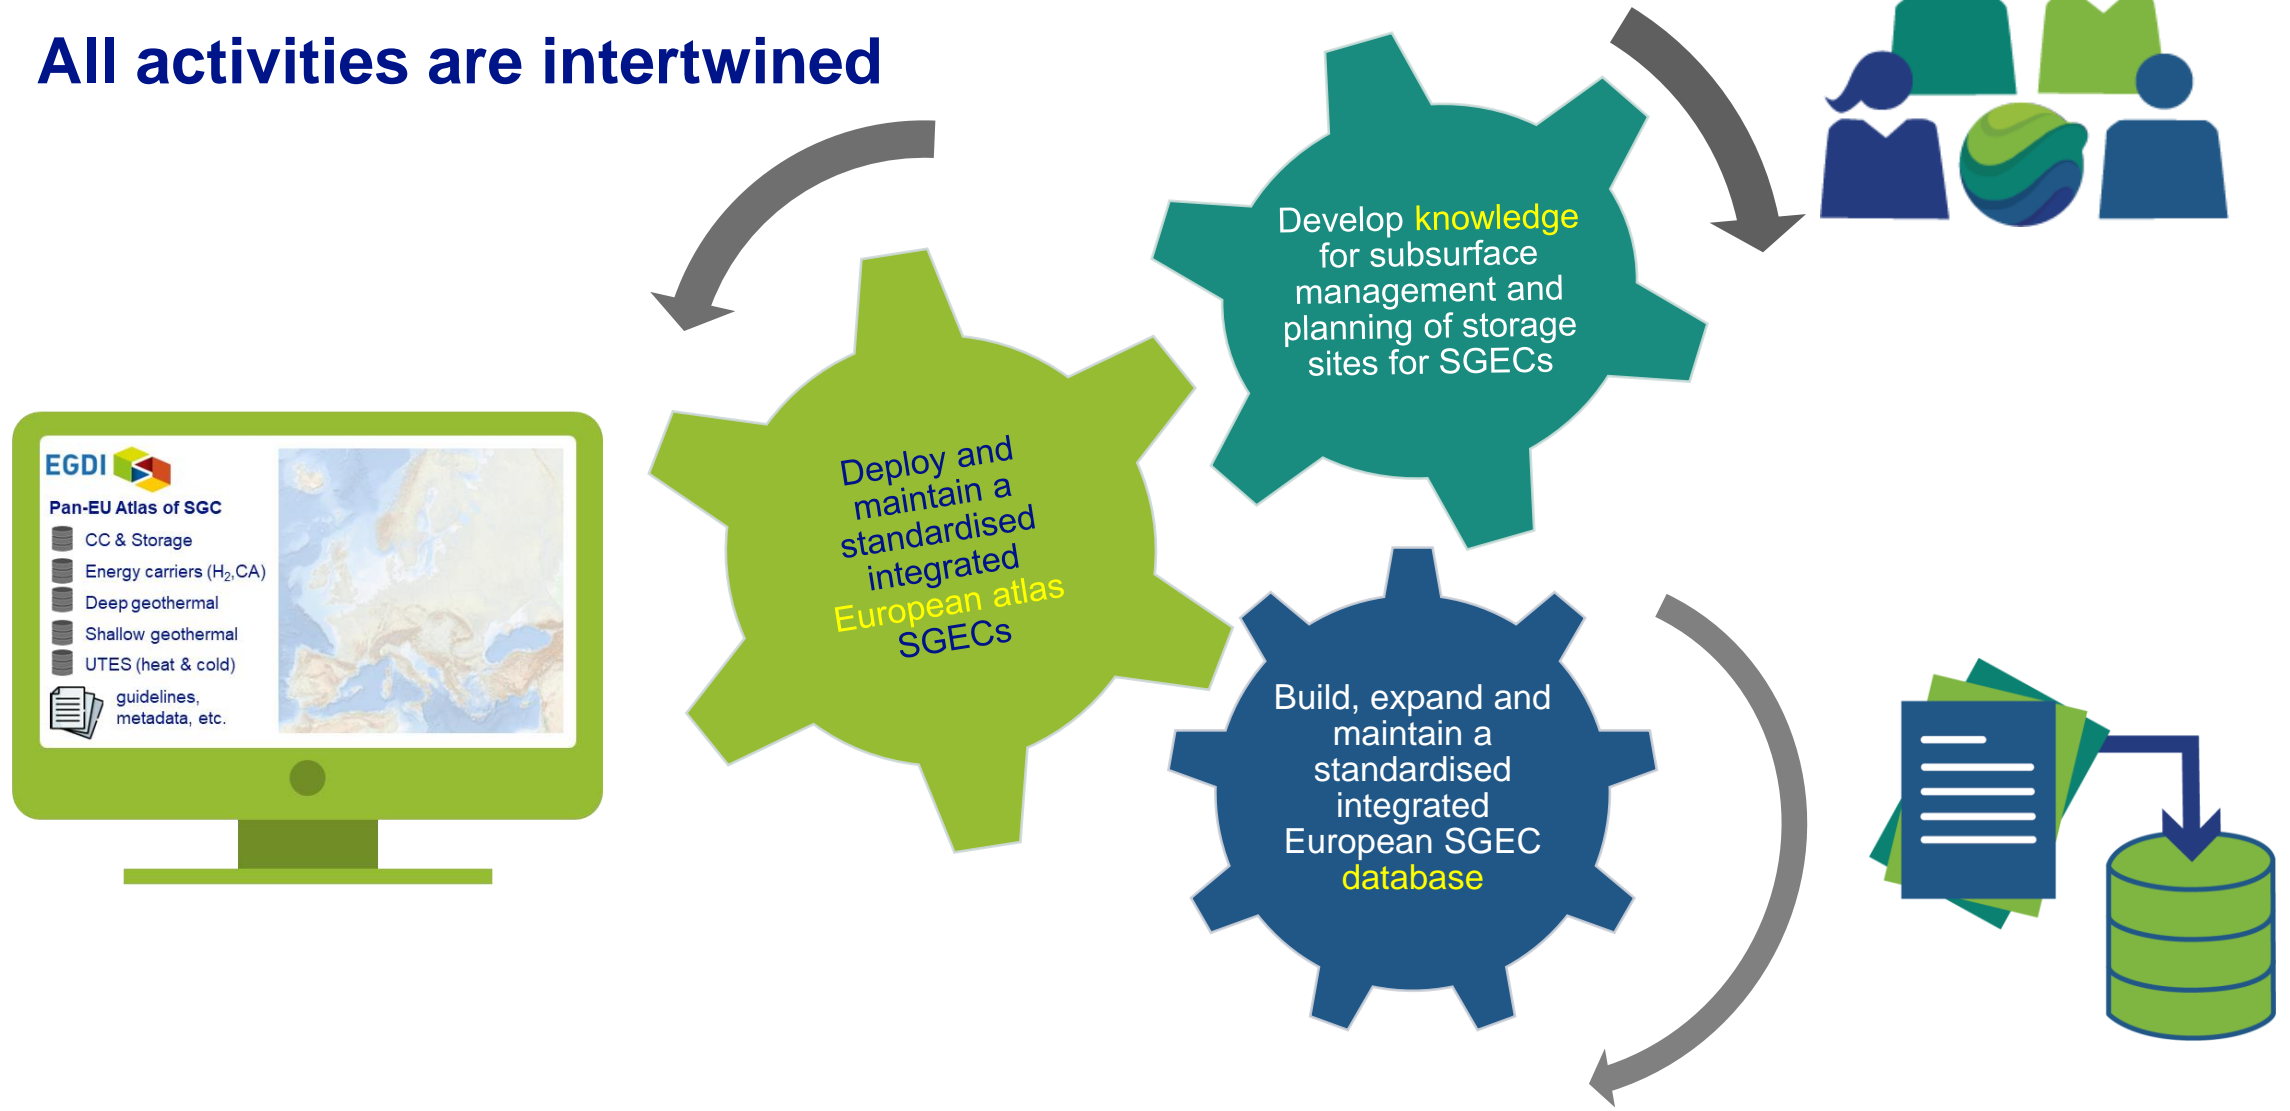 All activities are intertwined
Develop knowledge
for subsurface
management and
planning of storage
sites for SGECs
Deploy and
maintain a
standardised
integrated
European atlas
SGECs
Build, expand and
maintain a
standardised
integrated
European SGEC
database
EGDI
Pan-EU Atlas of SGC
CC & Storage
Energy carriers (H₂,CA)
Deep geothermal
Shallow geothermal
UTES (heat & cold)
guidelines,
metadata, etc.